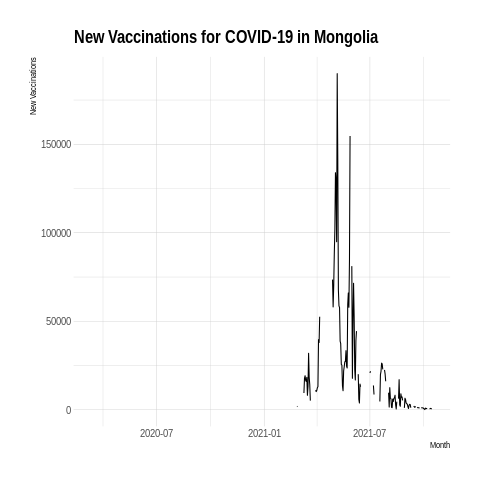 New Vaccinations for COVID-19 in Mongolia
New Vaccinations
150000
100000
50000
0
2020-07 2021-01 2021-07
Month